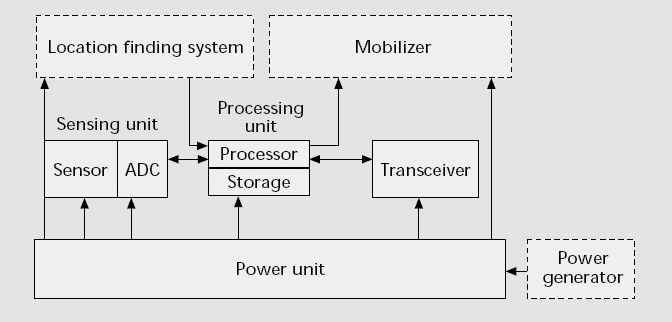 Location finding system
Mobilizer
Sensing unit
Processing
unit
Sensor
ADC
Processor
Storage
Transceiver
Power unit
Power
generator